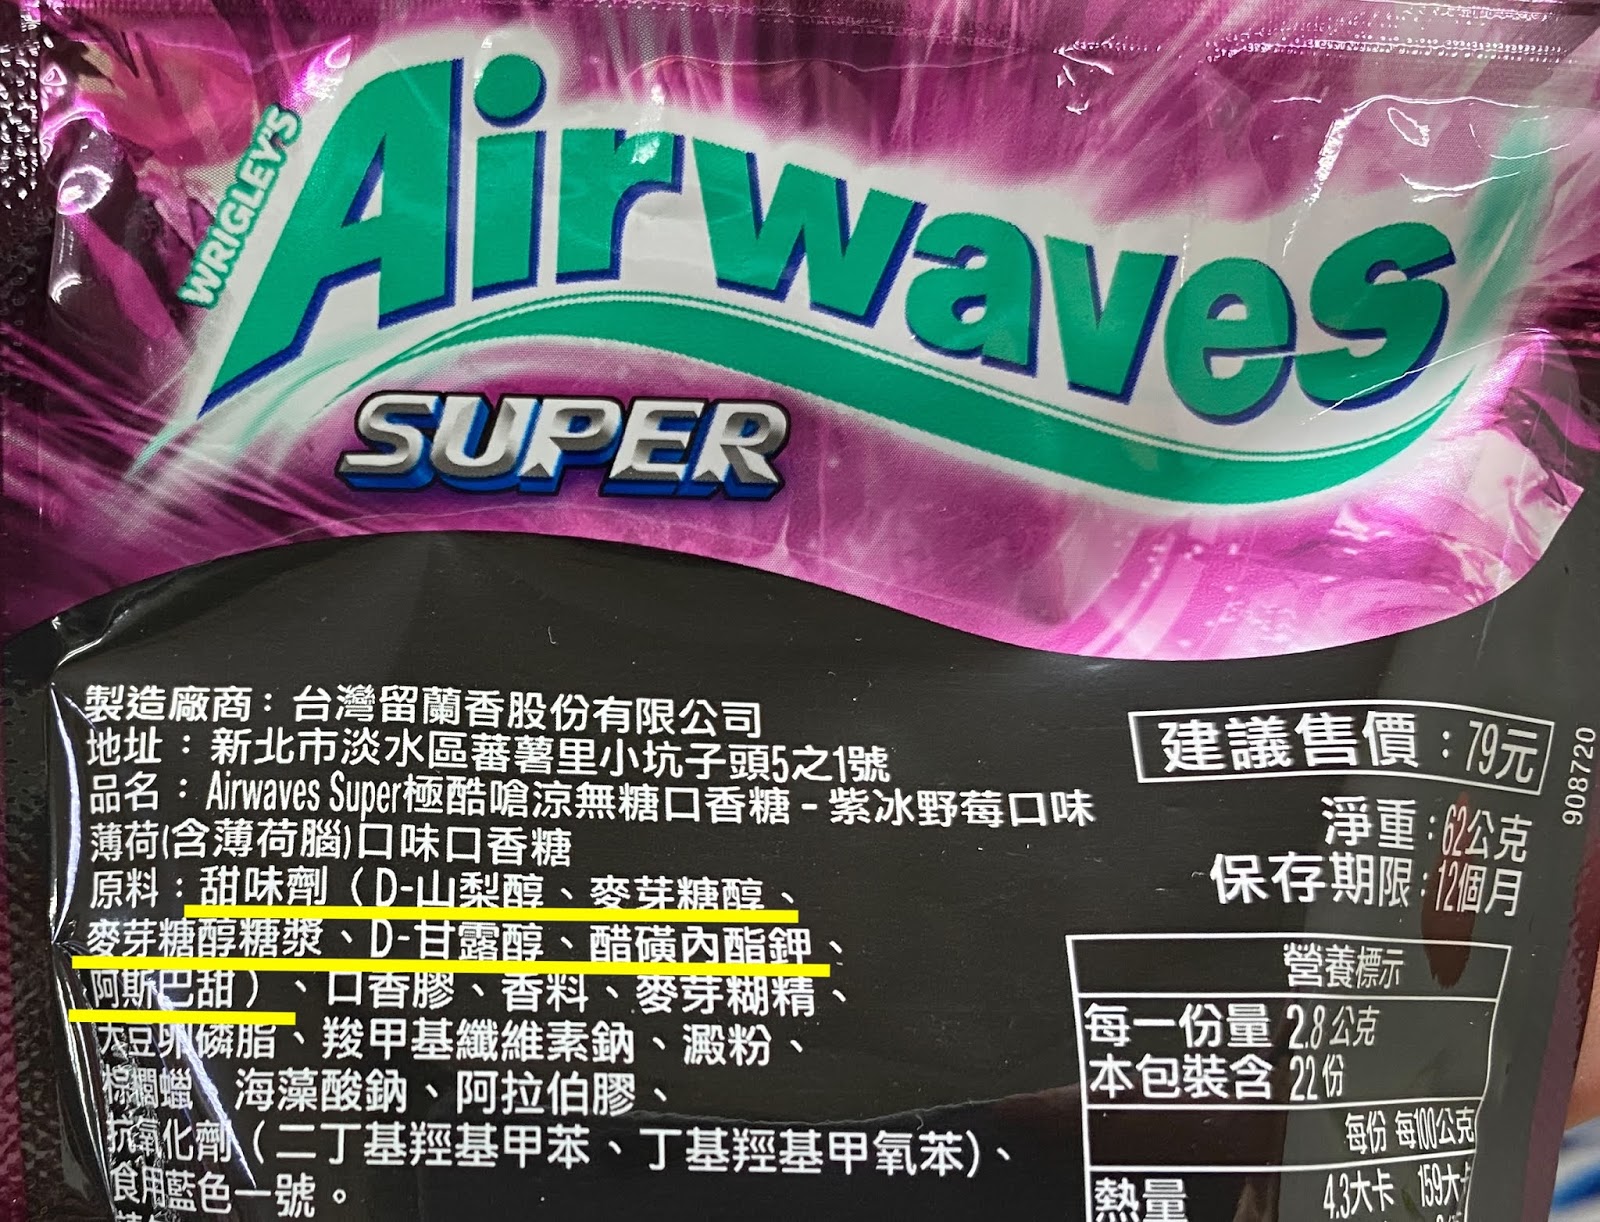 WRIGLEY'S
Airwaves
SUPER
製造廠商：台灣留蘭香股份有限公司
地址：新北市淡水區蕃薯里小坑子頭5之1號
品名：Airwaves Super極酷嗆涼無糖口香糖-紫冰野莓口味
薄荷(含薄荷腦)口味口香糖
原料：甜味劑（D-山梨醇、麥芽糖醇、
麥芽糖醇糖漿、D-甘露醇、醋磺內酯鉀、
阿斯巴甜）、口香膠、香料、麥芽糊精、
大豆卵磷脂、羧甲基纖維素鈉、澱粉、
棕櫚蠟 海藻酸鈉、阿拉伯膠、
抗氧化劑（二丁基羥基甲苯、丁基羥基甲氧苯)、
食用藍色一號。
建議售價：79元
淨重：62公克
保存期限：12個月
908720
營養標示
每一份量 2.8公克
本包裝含 22份
每份 每100公克
熱量 4.3大卡 159大卡